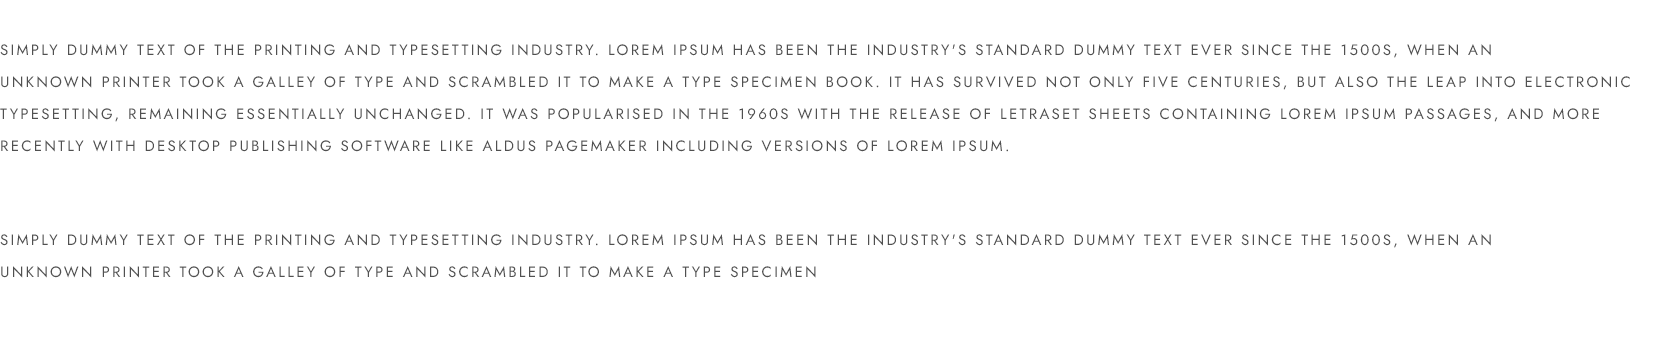 SIMPLY DUMMY TEXT OF THE PRINTING AND TYPESETTING INDUSTRY. LOREM IPSUM HAS BEEN THE INDUSTRY'S STANDARD DUMMY TEXT EVER SINCE THE 1500S, WHEN AN
UNKNOWN PRINTER TOOK A GALLEY OF TYPE AND SCRAMBLED IT TO MAKE A TYPE SPECIMEN BOOK. IT HAS SURVIVED NOT ONLY FIVE CENTURIES, BUT ALSO THE LEAP INTO ELECTRONIC
TYPESETTING, REMAINING ESSENTIALLY UNCHANGED. IT WAS POPULARISED IN THE 1960S WITH THE RELEASE OF LETRASET SHEETS CONTAINING LOREM IPSUM PASSAGES, AND MORE
RECENTLY WITH DESKTOP PUBLISHING SOFTWARE LIKE ALDUS PAGEMAKER INCLUDING VERSIONS OF LOREM IPSUM.
SIMPLY DUMMY TEXT OF THE PRINTING AND TYPESETTING INDUSTRY. LOREM IPSUM HAS BEEN THE INDUSTRY'S STANDARD DUMMY TEXT EVER SINCE THE 1500S, WHEN AN
UNKNOWN PRINTER TOOK A GALLEY OF TYPE AND SCRAMBLED IT TO MAKE A TYPE SPECIMEN